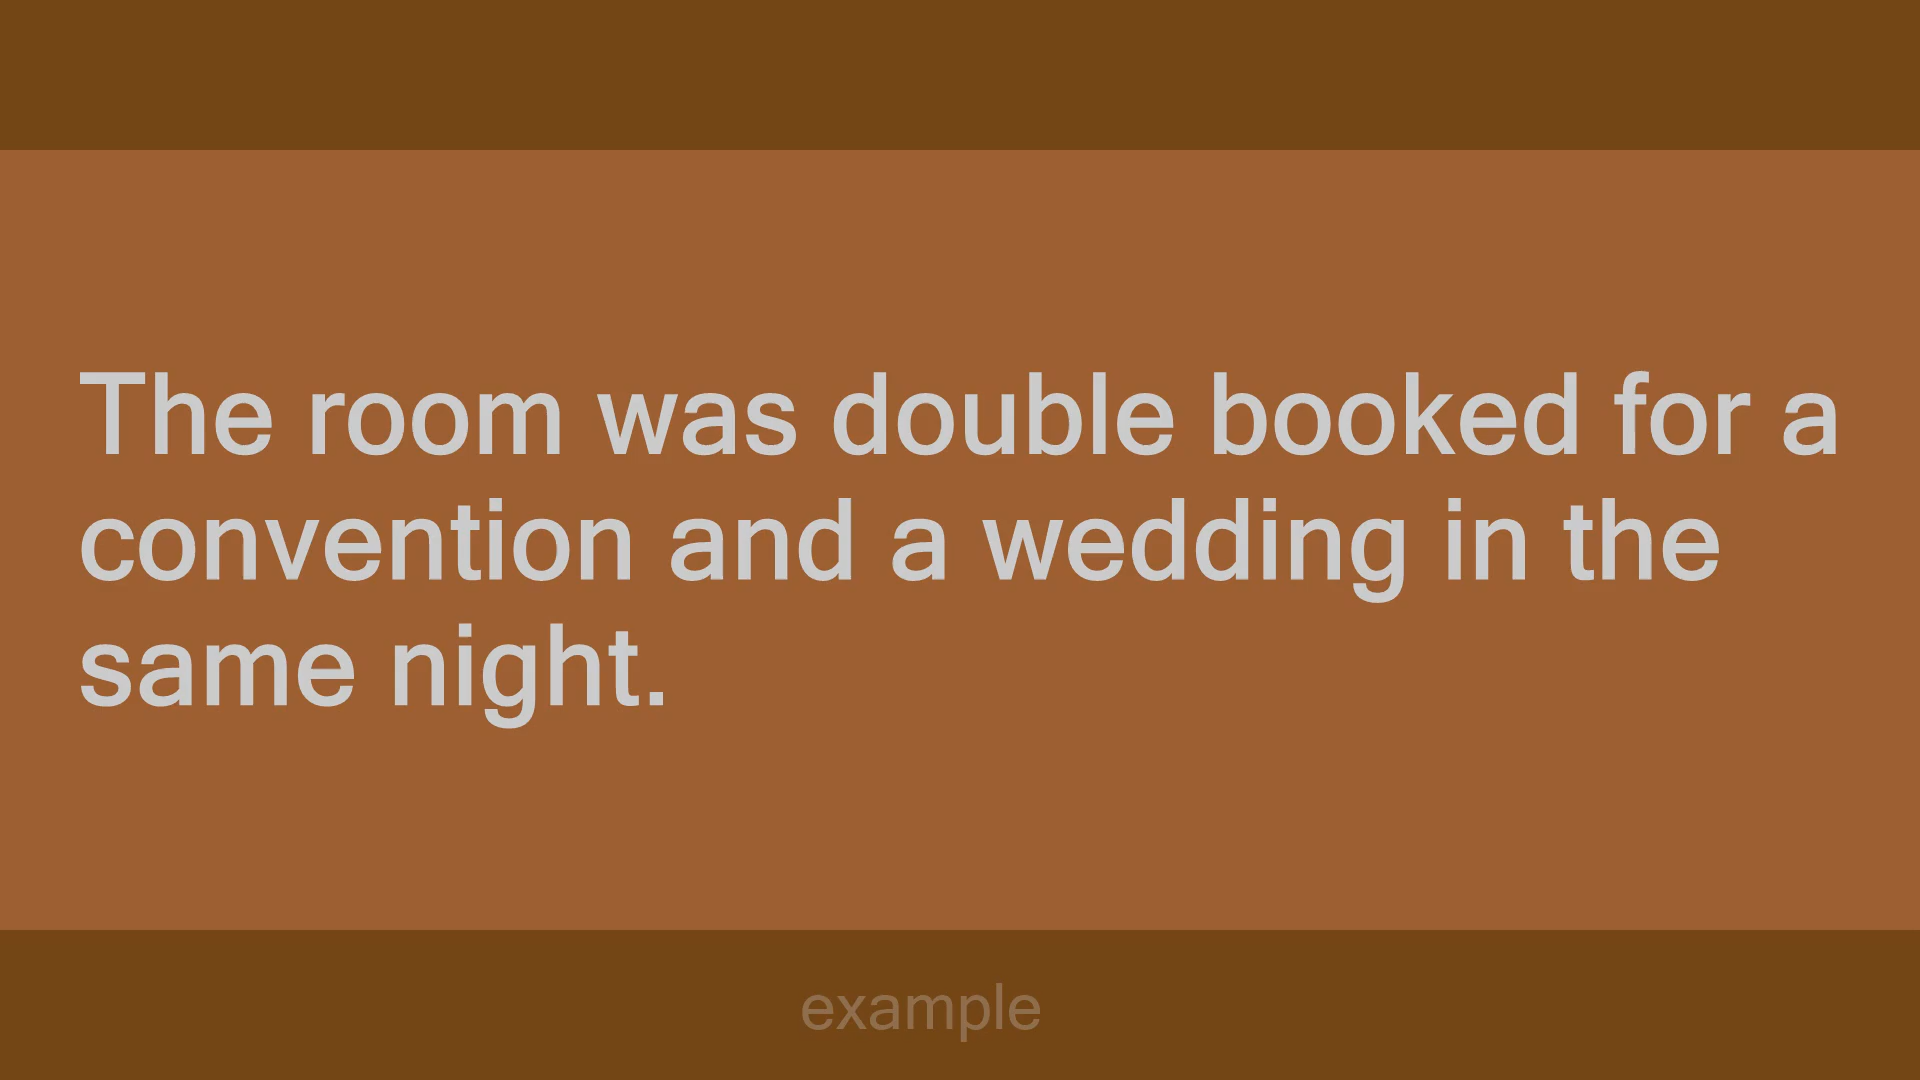 The room was double booked for a
convention and a wedding in the
same night.
example